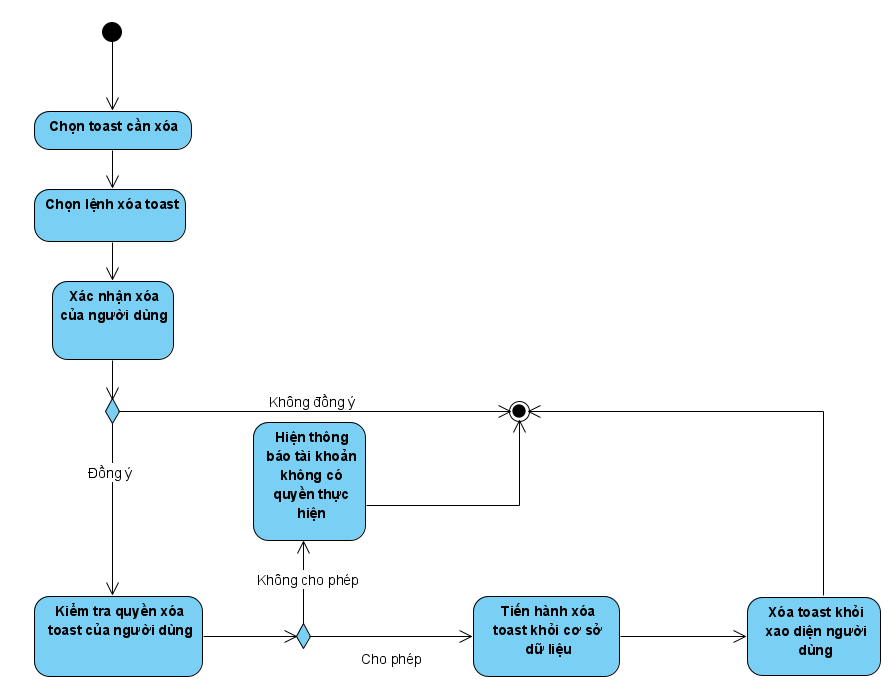 Chọn toast cần xóa
Chọn lệnh xóa toast
Xác nhận xóa
của người dùng
Không đồng ý
Đồng ý
Hiện thông
báo tài khoản
không có
quyền thực
hiện
Không cho phép
Kiểm tra quyền xóa
toast của người dùng
Cho phép
Tiến hành xóa
toast khỏi cơ sở
dữ liệu
Xóa toast khỏi
xao diện người
dùng